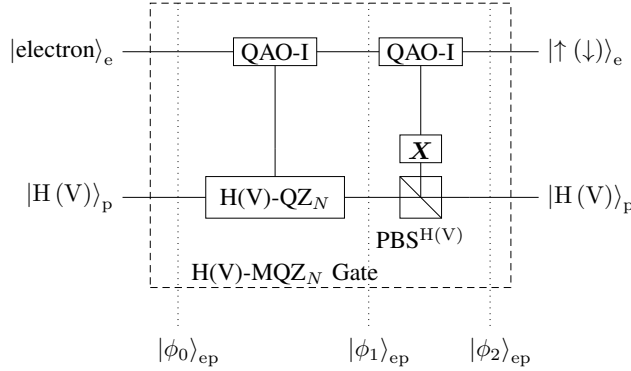 |electron⟩e QAO-I QAO-I |↑ (↓)⟩e
X
|H (V)⟩p H(V)-QZN |H (V)⟩p
PBSH(V)
H(V)-MQZN Gate
|ϕ0⟩ep |ϕ1⟩ep |ϕ2⟩ep